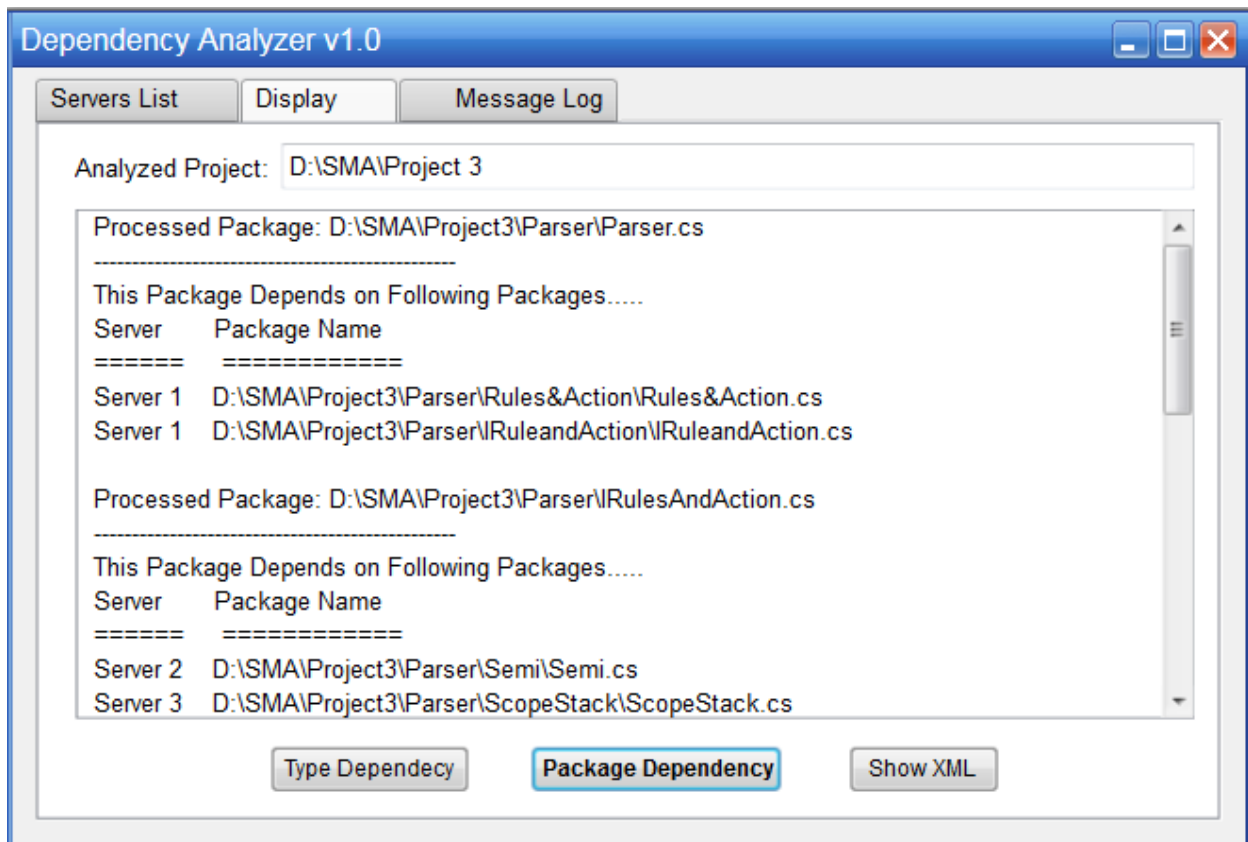 Dependency Analyzer v1.0
Servers List Display Message Log
Analyzed Project: D:\SMA\Project 3
Processed Package: D:\SMA\Project3\Parser\Parser.cs
------------------------------------------------
This Package Depends on Following Packages.....
Server Package Name
====== ============
Server 1 D:\SMA\Project3\Parser\Rules&Action\Rules&Action.cs
Server 1 D:\SMA\Project3\Parser\IRuleandAction\IRuleandAction.cs
Processed Package: D:\SMA\Project3\Parser\IRulesAndAction.cs
------------------------------------------------
This Package Depends on Following Packages.....
Server Package Name
====== ============
Server 2 D:\SMA\Project3\Parser\Semi\Semi.cs
Server 3 D:\SMA\Project3\Parser\ScopeStack\ScopeStack.cs
Type Dependecy Package Dependency Show XML